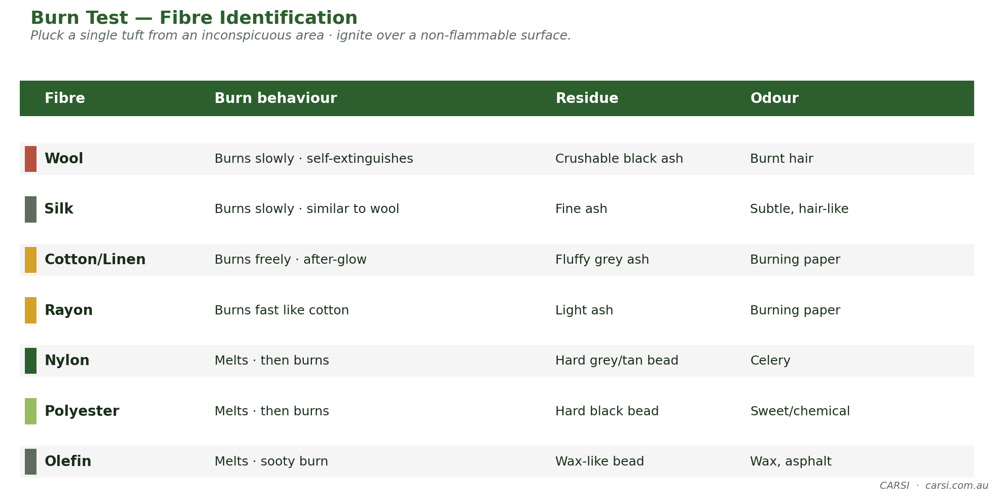 Burn Test — Fibre Identification
Pluck a single tuft from an inconspicuous area · ignite over a non-flammable surface.
Fibre Burn behaviour Residue Odour
Wool Burns slowly · self-extinguishes Crushable black ash Burnt hair
Silk Burns slowly · similar to wool Fine ash Subtle, hair-like
Cotton/Linen Burns freely · after-glow Fluffy grey ash Burning paper
Rayon Burns fast like cotton Light ash Burning paper
Nylon Melts · then burns Hard grey/tan bead Celery
Polyester Melts · then burns Hard black bead Sweet/chemical
Olefin Melts · sooty burn Wax-like bead Wax, asphalt
CARSI · carsi.com.au